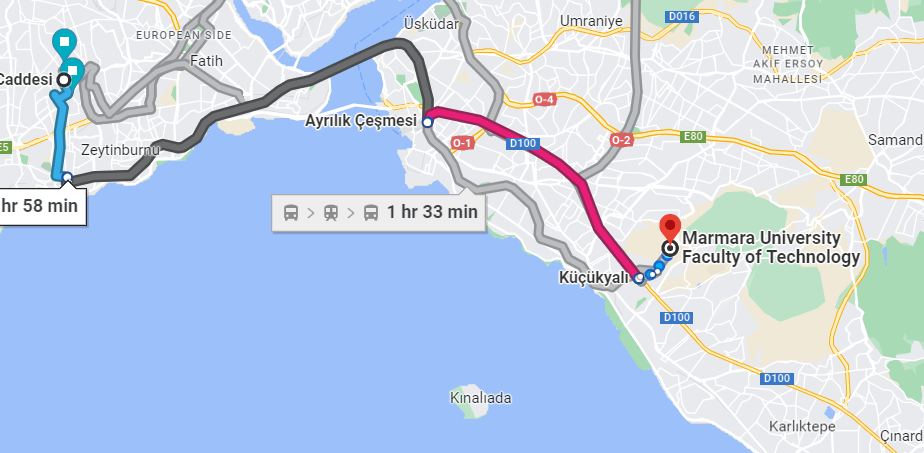 D016
Üsküdar
Umraniye
EUROPEAN SIDE
Fatih
MEHMET
AKIF ERSOY
MAHALLESI
Caddesi
O-4
Ayrılık Çeşmesi
O-1
D100
O-2
E80
Samand
E5
Zeytinburnu
E80
hr 58 min
1 hr 33 min
Marmara University
Faculty of Technology
Küçükyalı
D100
D100
Kınalıada
Karlıktepe
Çınard